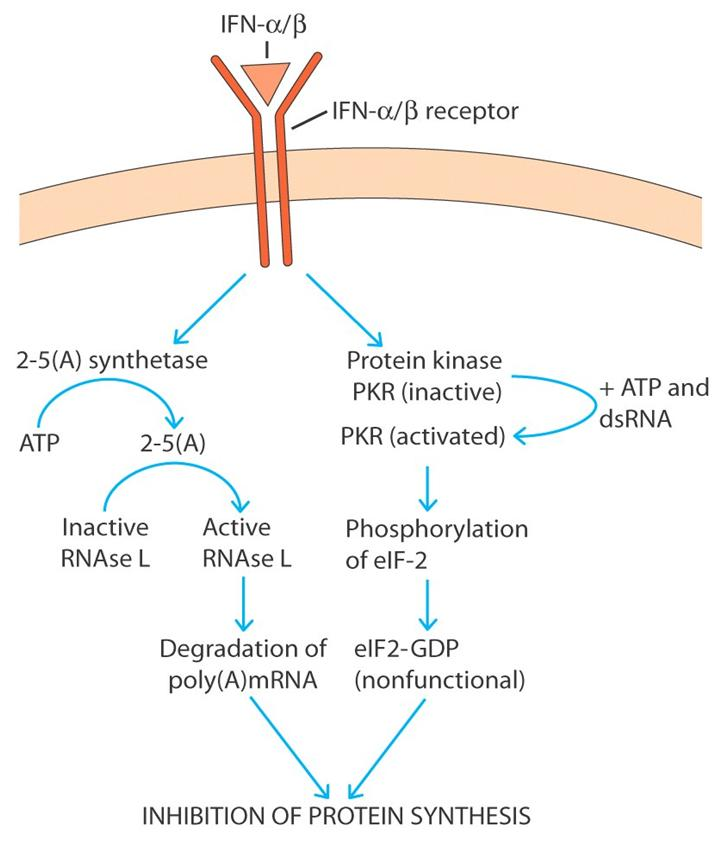 IFN-α/β
IFN-α/β receptor
2-5(A) synthetase
ATP
2-5(A)
Inactive
RNAse L
Active
RNAse L
Degradation of
poly(A)mRNA
Protein kinase
PKR (inactive)
+ ATP and
dsRNA
PKR (activated)
Phosphorylation
of eIF-2
eIF2-GDP
(nonfunctional)
INHIBITION OF PROTEIN SYNTHESIS